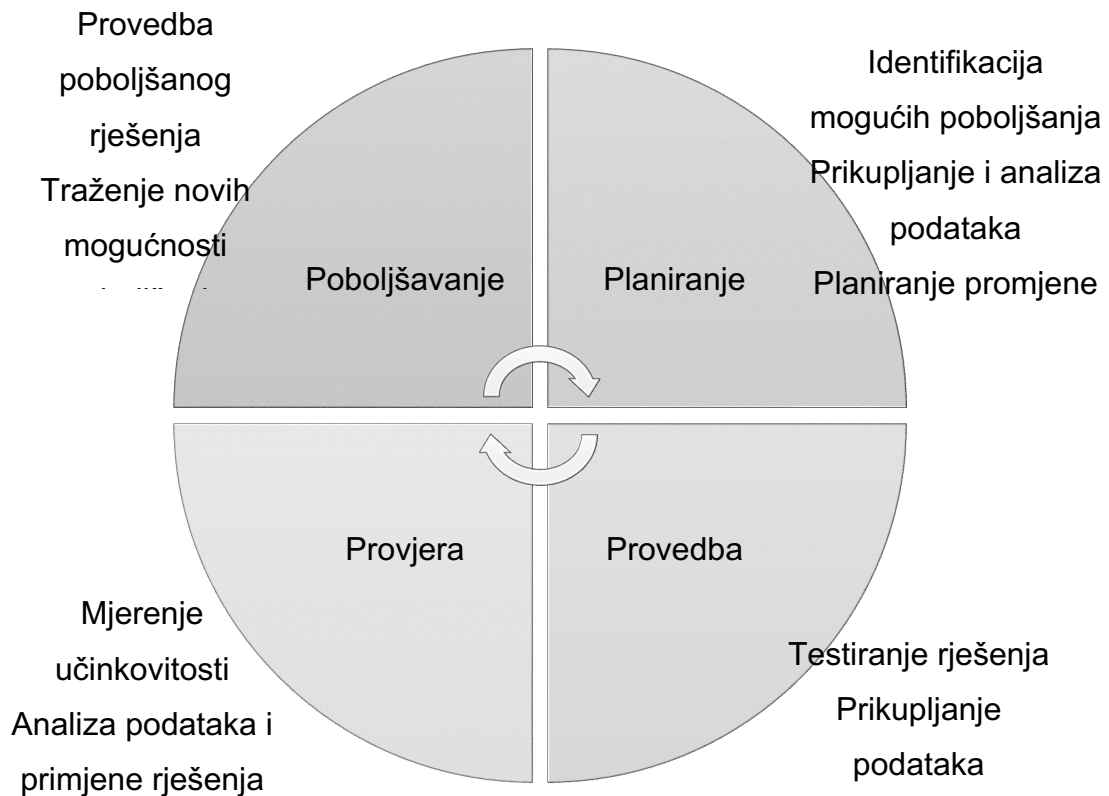 Provedba
poboljšanog
rješenja
Traženje novih
mogućnosti
Identifikacija
mogućih poboljšanja
Prikupljanje i analiza
podataka
Planiranje promjene
Poboljšavanje
Planiranje
Provjera
Provedba
Mjerenje
učinkovitosti
Analiza podataka i
primjene rješenja
Testiranje rješenja
Prikupljanje
podataka